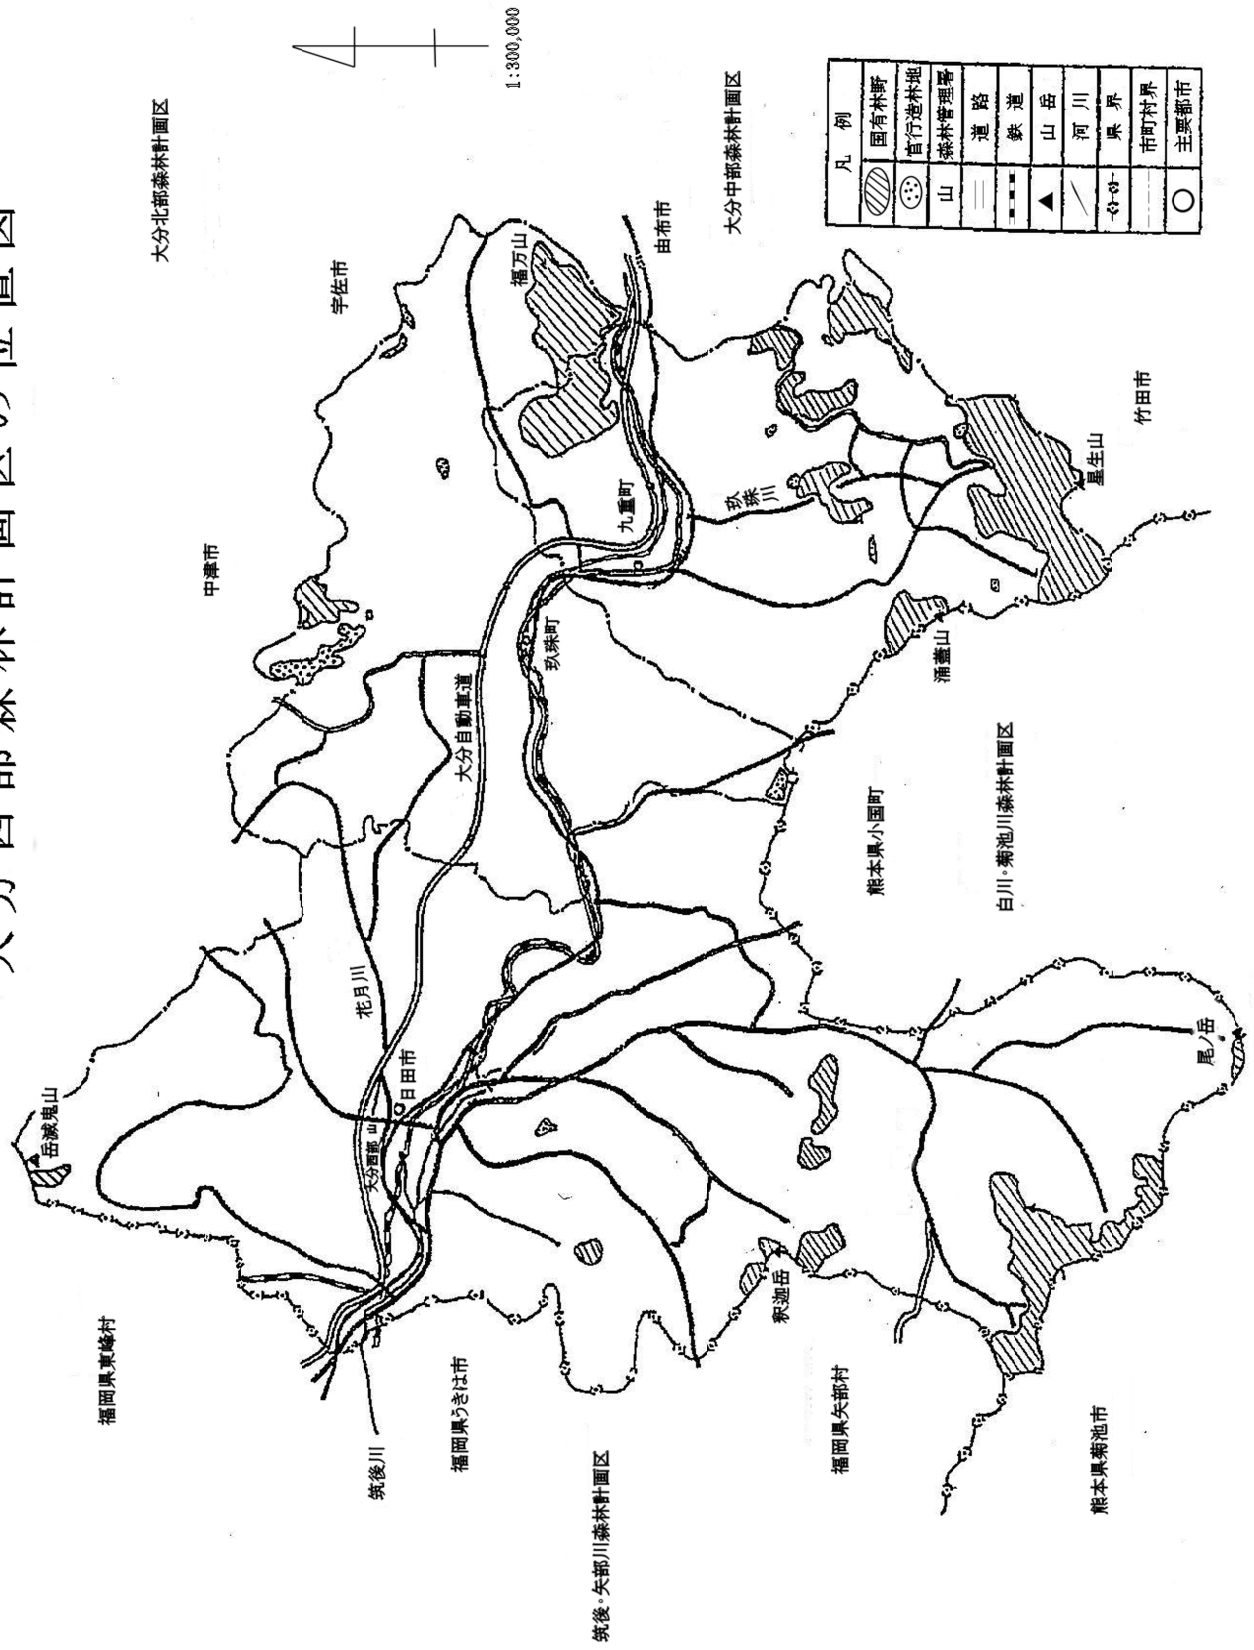 大分西部森林計画区の位置図
1:300,000
大分北部森林計画区
宇佐市
中津市
福万山
由布市
大分中部森林計画区
凡例
国有林野
官行造林地
山 森林管理署
道路
鉄道
山岳
河川
県界
市町村界
主要都市
竹田市
星生山
九重町
玖珠川
玖珠町
大分自動車道
涌蓋山
熊本県小国町
白川・菊池川森林計画区
花月川
日田市
大分西部 山
岳滅鬼山
尾ノ岳
釈迦岳
福岡県東峰村
筑後川
福岡県うきは市
筑後・矢部川森林計画区
福岡県矢部村
熊本県菊池市